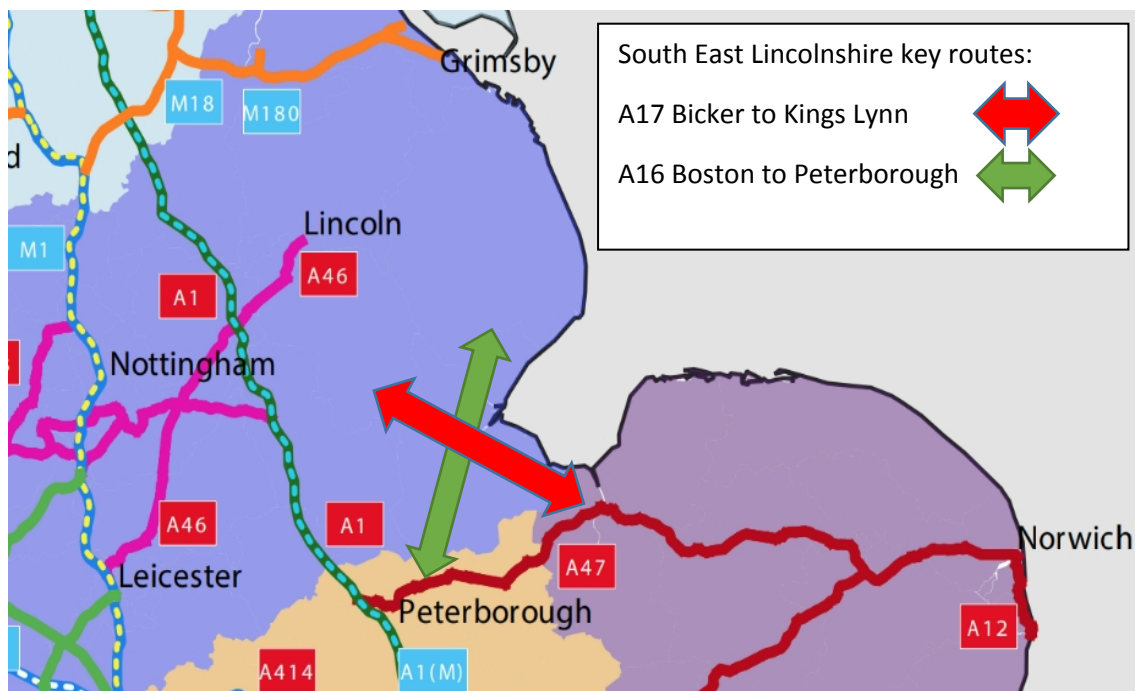 South East Lincolnshire key routes:
A17 Bicker to Kings Lynn
A16 Boston to Peterborough
Grimsby
M18
M180
d
Lincoln
M1
A46
A1
Nottingham
A46
A1
Norwich
A47
Leicester
Peterborough
A12
A414
A1(M)